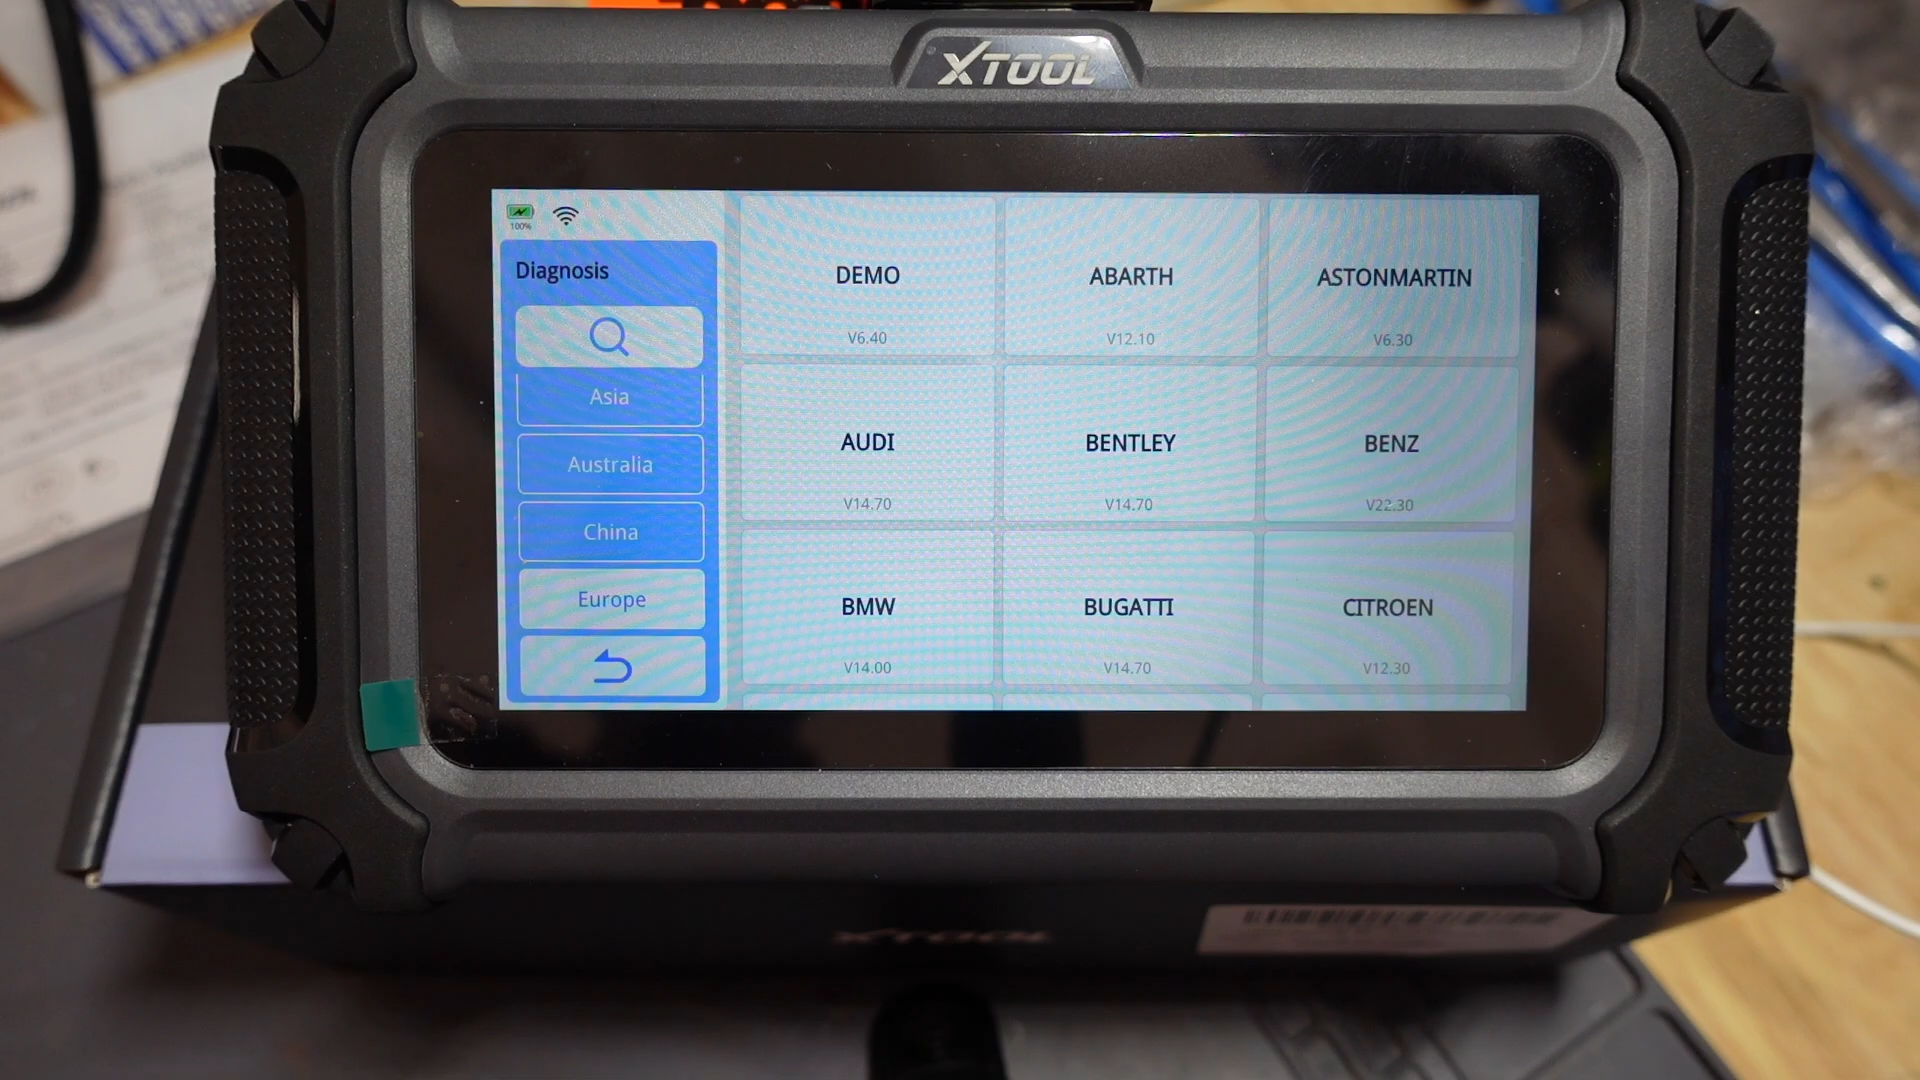 XTOOL
100%
Diagnosis
Asia
Australia
China
Europe
DEMO
V6.40
ABARTH
V12.10
ASTONMARTIN
V6.30
AUDI
V14.70
BENTLEY
V14.70
BENZ
V22.30
BMW
V14.00
BUGATTI
V14.70
CITROEN
V12.30
XTOOL